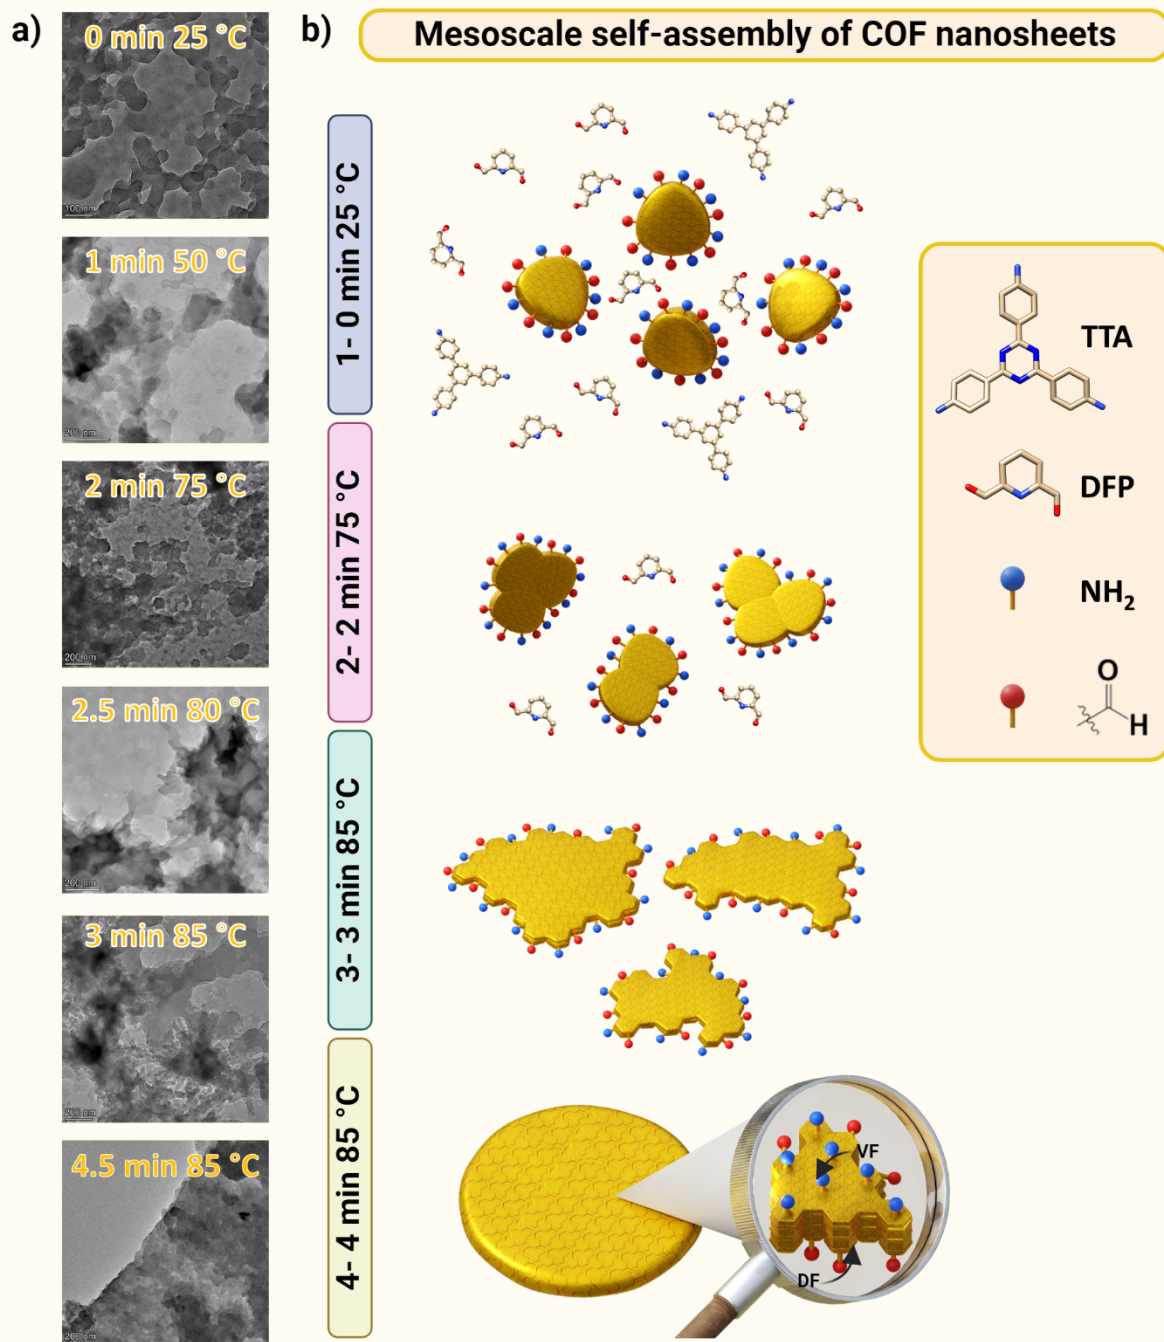 a)
0 min 25 °C
100 nm
1 min 50 °C
200 nm
2 min 75 °C
200 nm
2.5 min 80 °C
200 nm
3 min 85 °C
200 nm
4.5 min 85 °C
200 nm
b)
Mesoscale self-assembly of COF nanosheets
1- 0 min 25 °C
2- 2 min 75 °C
3- 3 min 85 °C
4- 4 min 85 °C
TTA
DFP
NH₂
O
H
VF
DF